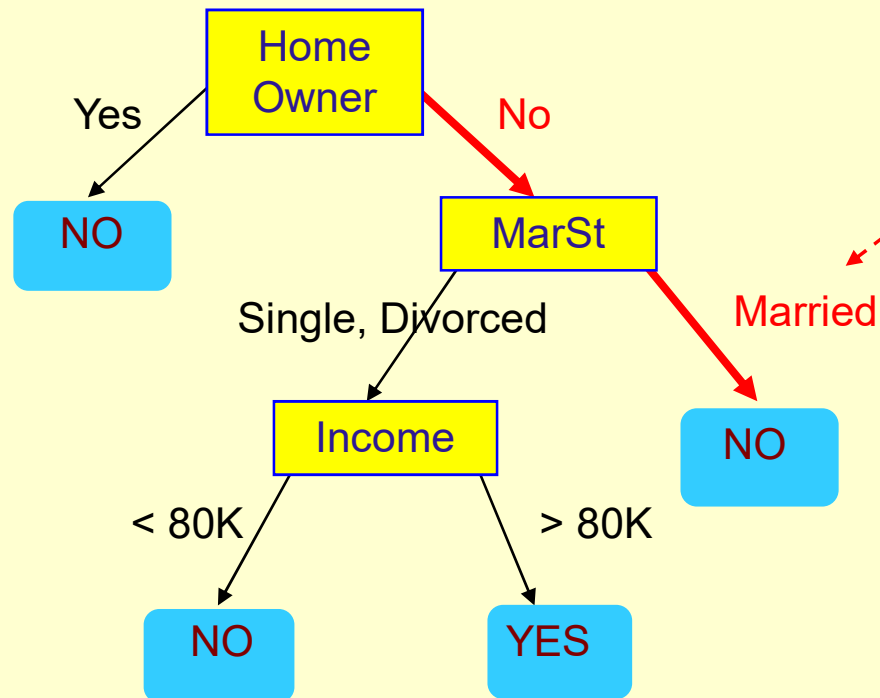 Home
Owner
Yes
No
NO
MarSt
Single, Divorced
Married
Income
NO
< 80K
> 80K
NO
YES